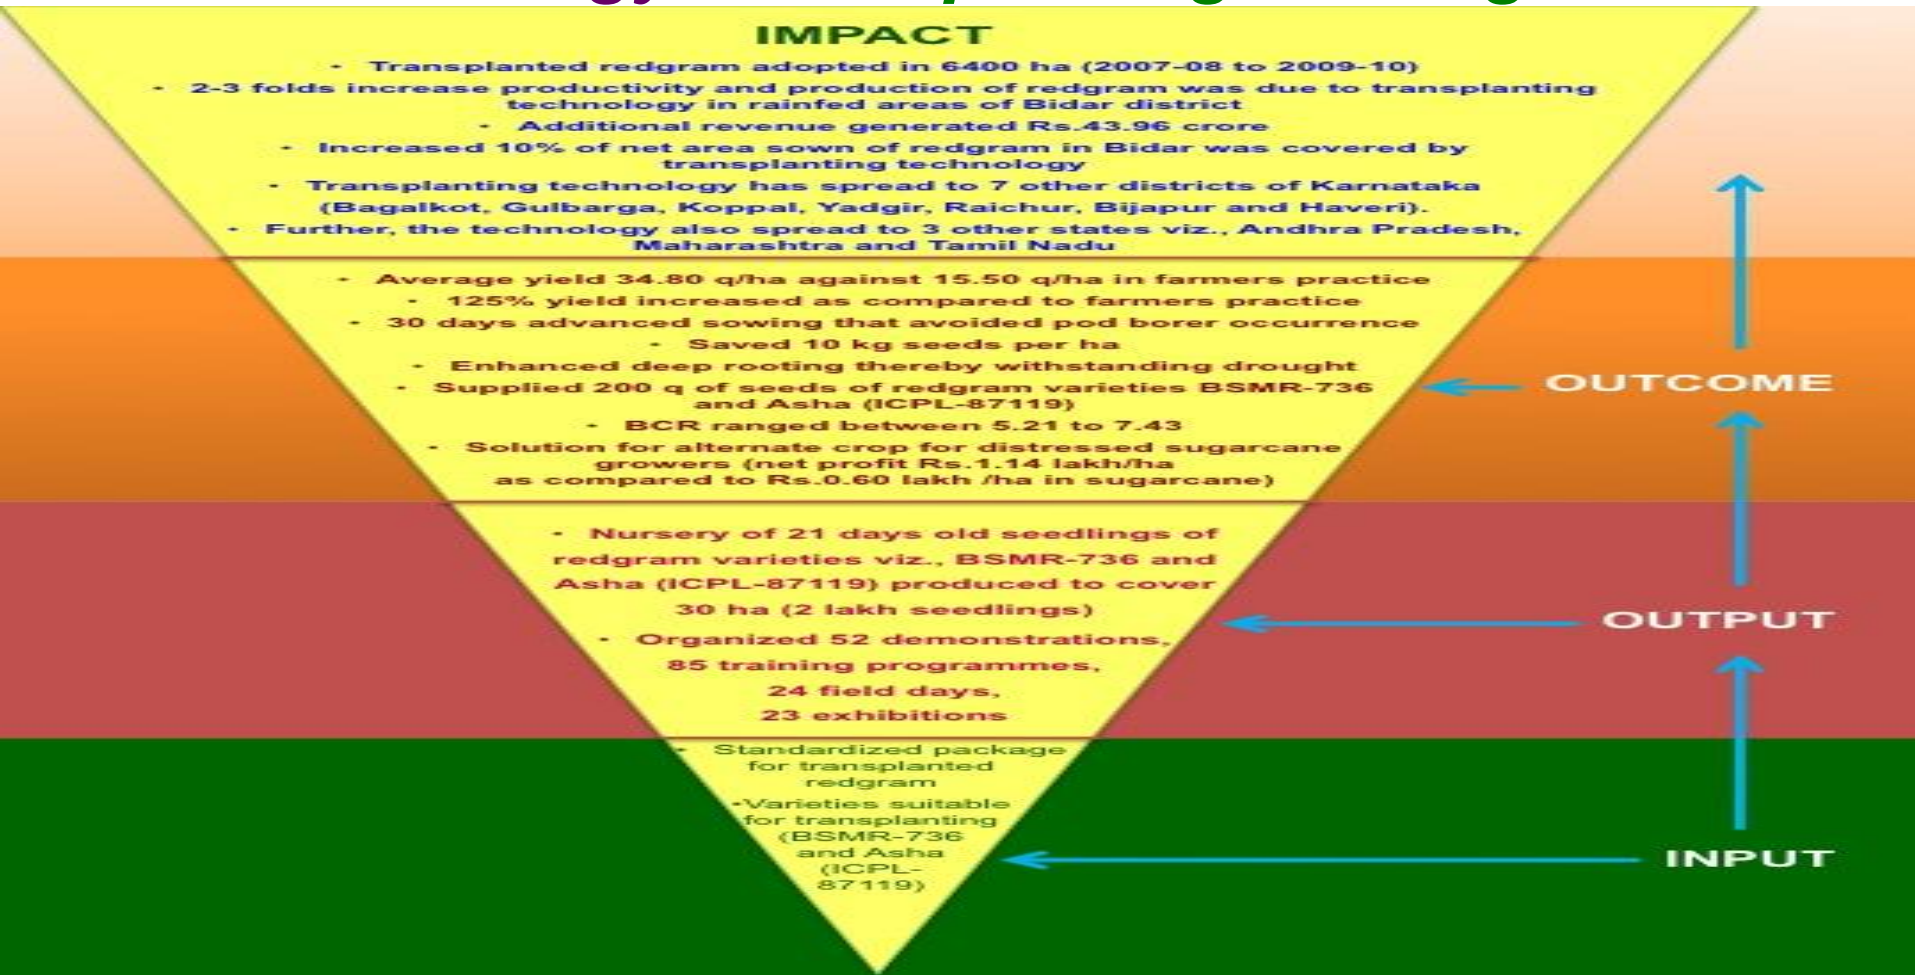 IMPACT
• Transplanted redgram adopted in 6400 ha (2007-08 to 2009-10)
• 2-3 folds increase productivity and production of redgram was due to transplanting
technology in rainfed areas of Bidar district
• Additional revenue generated Rs.43.96 crore
• Increased 10% of net area sown of redgram in Bidar was covered by
transplanting technology
• Transplanting technology has spread to 7 other districts of Karnataka
(Bagalkot, Gulbarga, Koppal, Yadgir, Raichur, Bijapur and Haveri).
• Further, the technology also spread to 3 other states viz., Andhra Pradesh,
Maharashtra and Tamil Nadu
• Average yield 34.80 q/ha against 15.50 q/ha in farmers practice
• 125% yield increased as compared to farmers practice
• 30 days advanced sowing that avoided pod borer occurrence
• Saved 10 kg seeds per ha
• Enhanced deep rooting thereby withstanding drought
• Supplied 200 q of seeds of redgram varieties BSMR-736
and Asha (ICPL-87119)
• BCR ranged between 5.21 to 7.43
• Solution for alternate crop for distressed sugarcane
growers (net profit Rs.1.14 lakh/ha
as compared to Rs.0.60 lakh /ha in sugarcane)
OUTCOME
• Nursery of 21 days old seedlings of
redgram varieties viz., BSMR-736 and
Asha (ICPL-87119) produced to cover
30 ha (2 lakh seedlings)
• Organized 52 demonstrations,
85 training programmes,
24 field days,
23 exhibitions
OUTPUT
• Standardized package
for transplanted
redgram
•Varieties suitable
for transplanting
(BSMR-736
and Asha
(ICPL-
87119)
INPUT